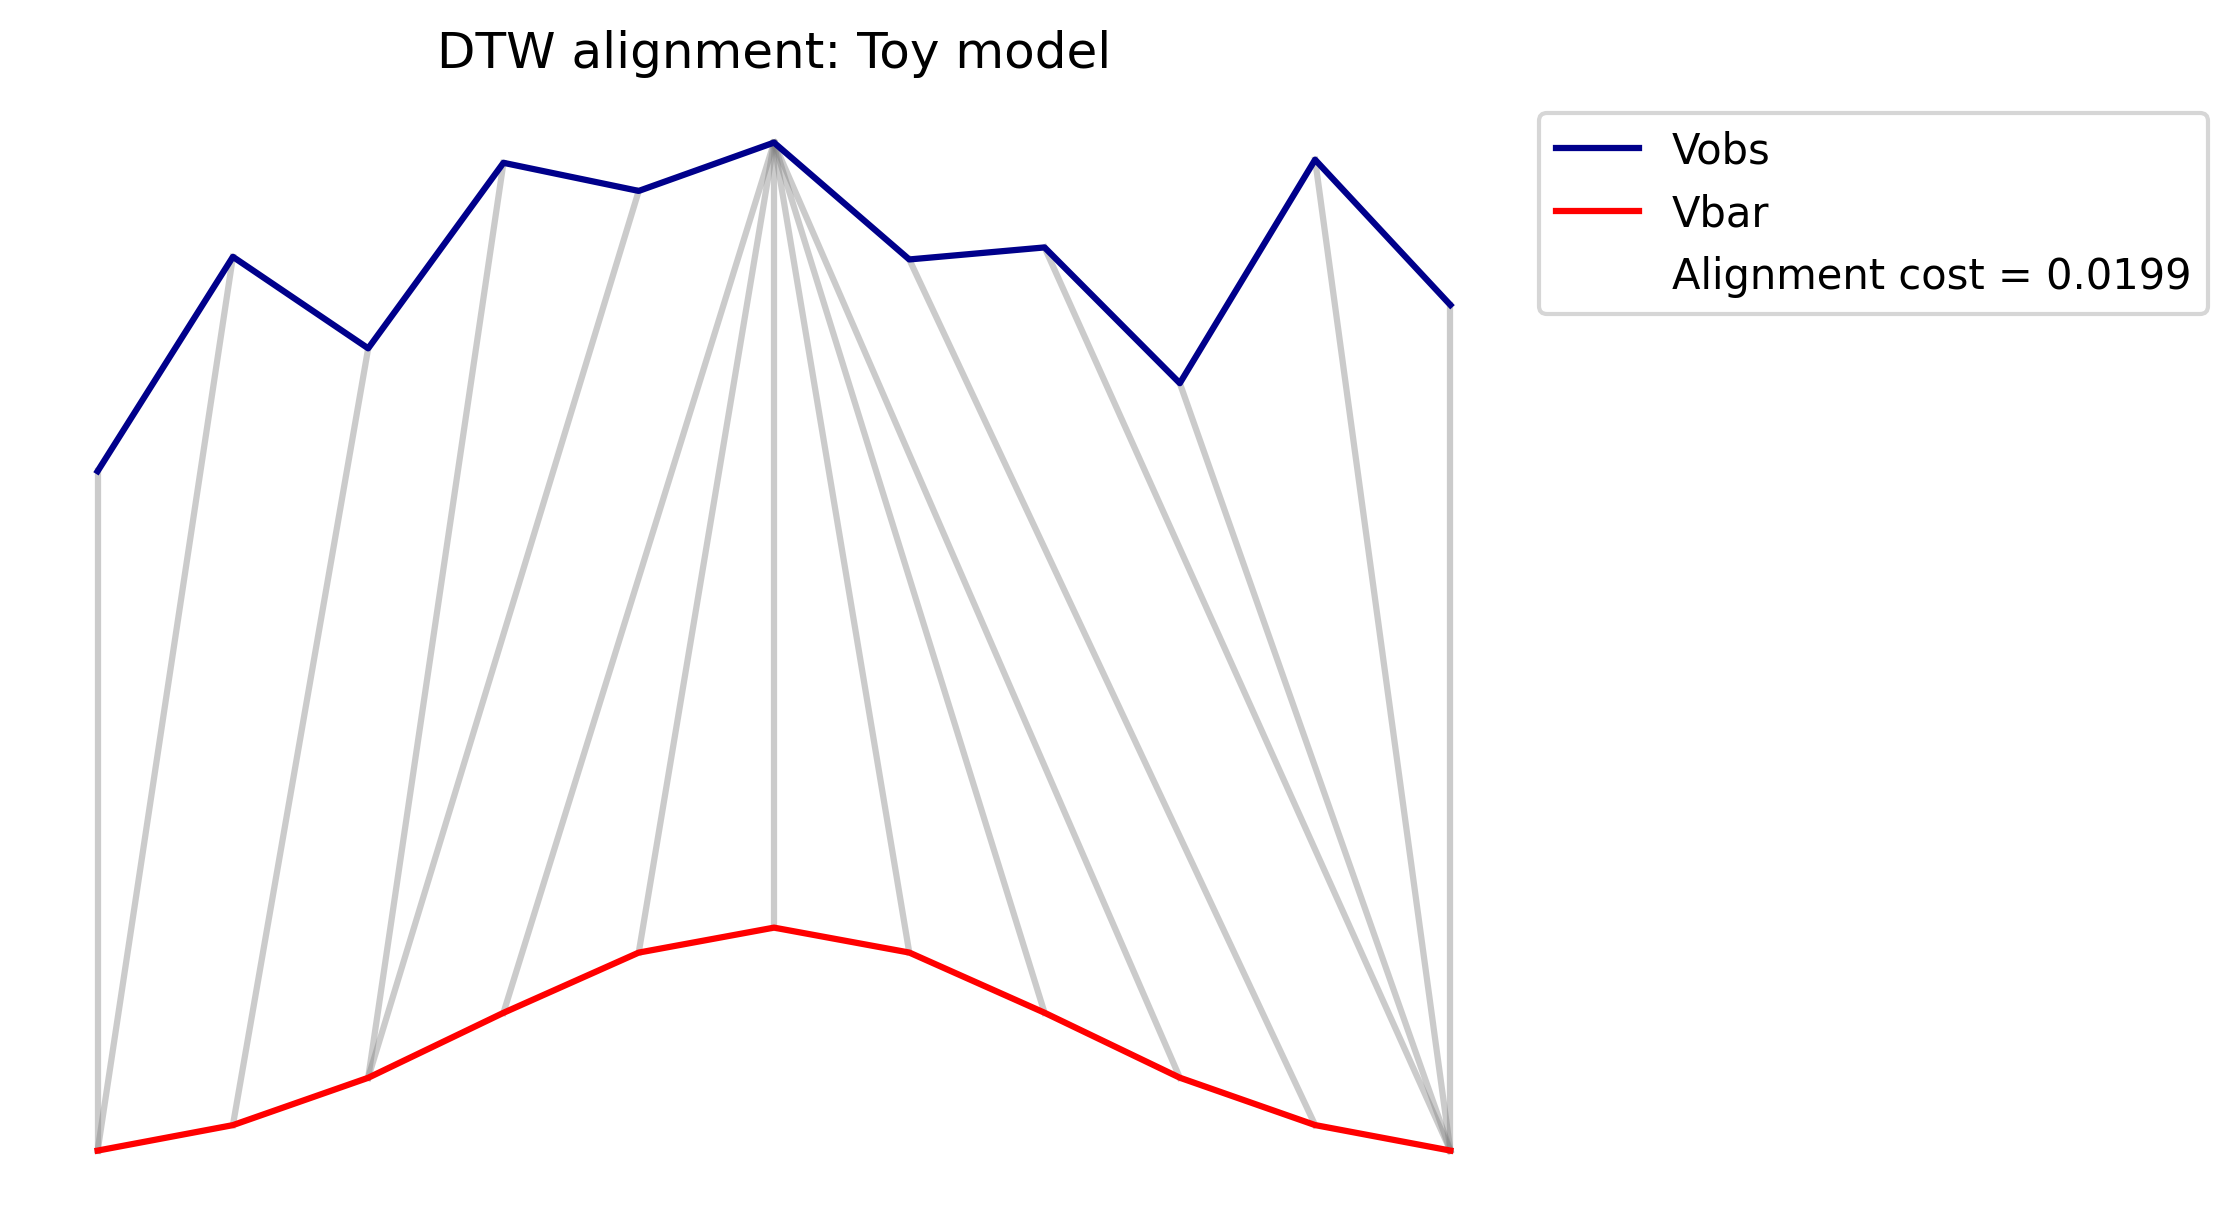 DTW alignment: Toy model
Vobs
Vbar
Alignment cost = 0.0199